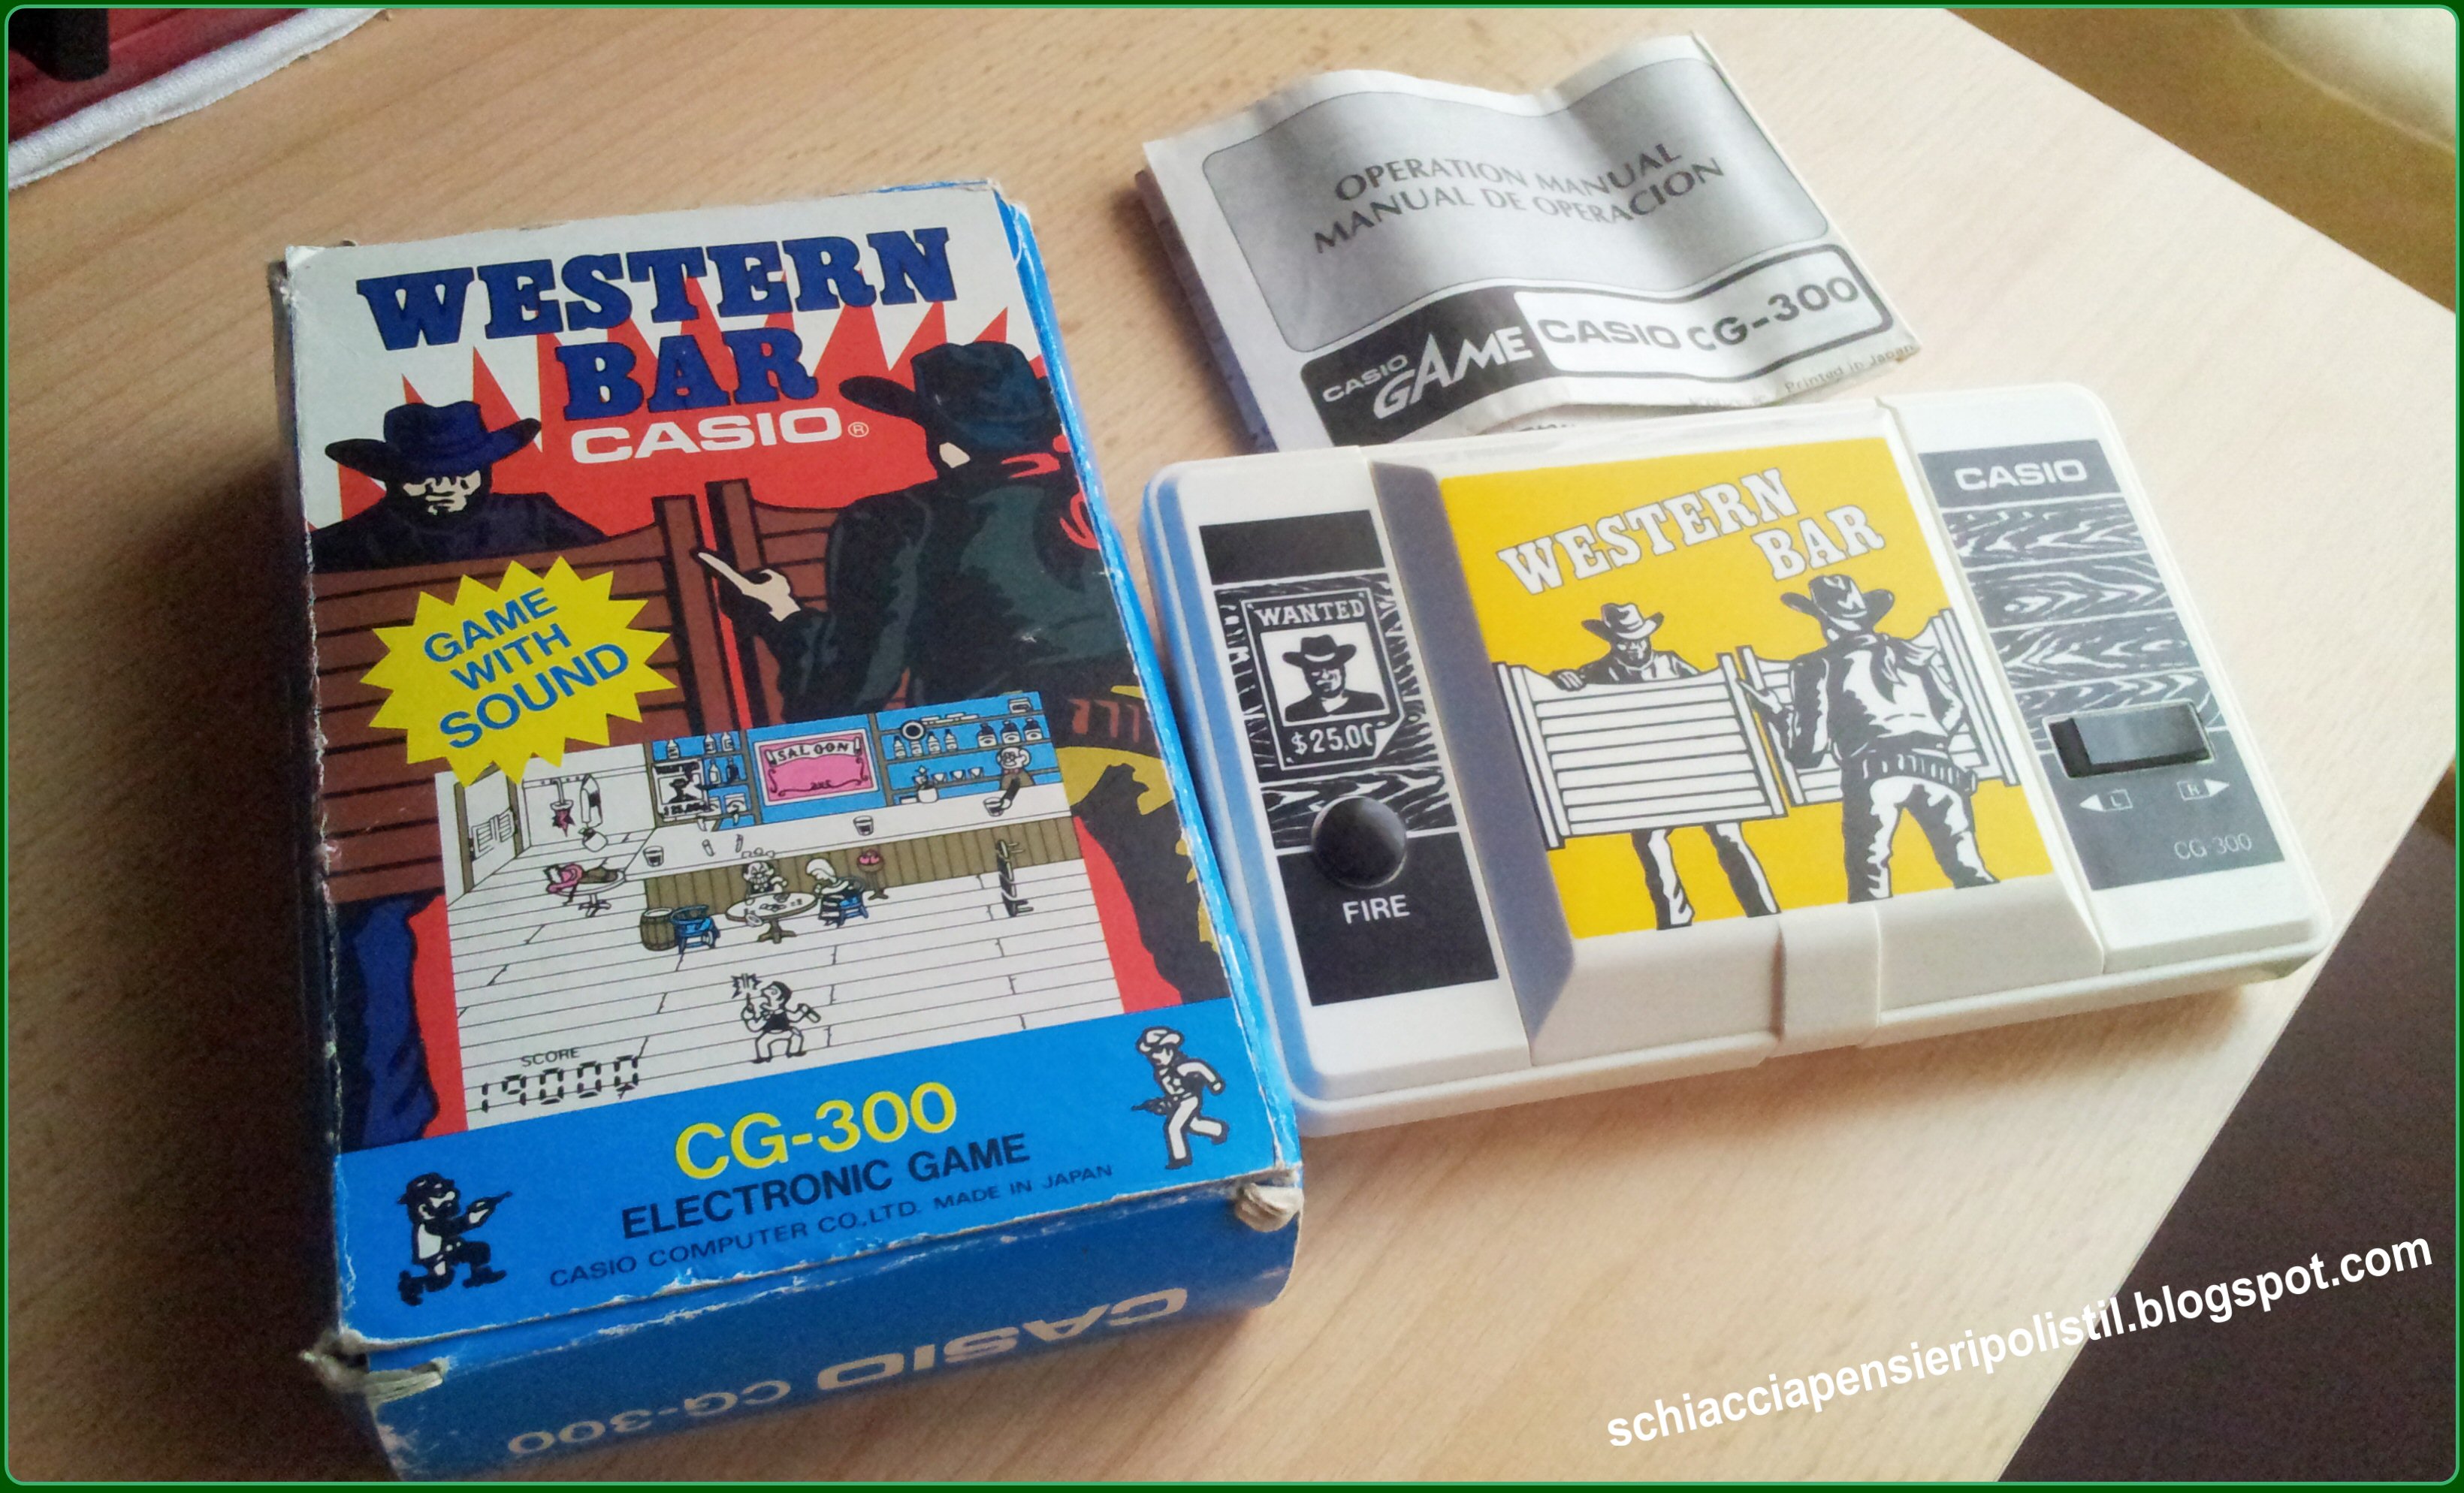 WESTERN
BAR
CASIO®
GAME
WITH
SOUND
SALOON
SCORE
19000
CG-300
ELECTRONIC GAME
CASIO COMPUTER CO.,LTD. MADE IN JAPAN
CASIO CG-300
OPERATION MANUAL
MANUAL DE OPERACION
CASIO
GAME
CASIO CG-300
Printed in Japan
WANTED
$25,00
FIRE
WESTERN
BAR
CASIO
L R
CG-300
schiacciapensieripolistil.blogspot.com